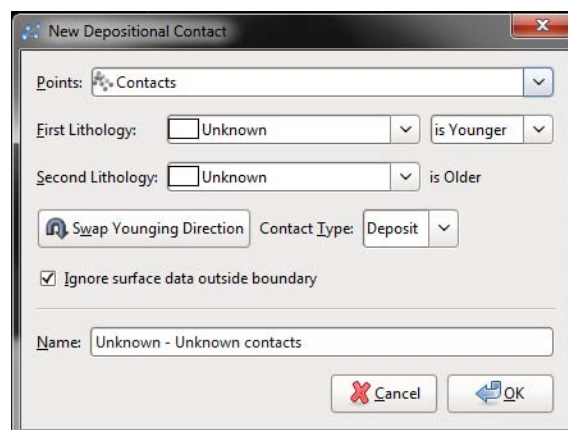 New Depositional Contact
Points: Contacts
First Lithology: Unknown is Younger
Second Lithology: Unknown is Older
Swap Younging Direction Contact Type: Deposit
Ignore surface data outside boundary
Name: Unknown - Unknown contacts
Cancel OK